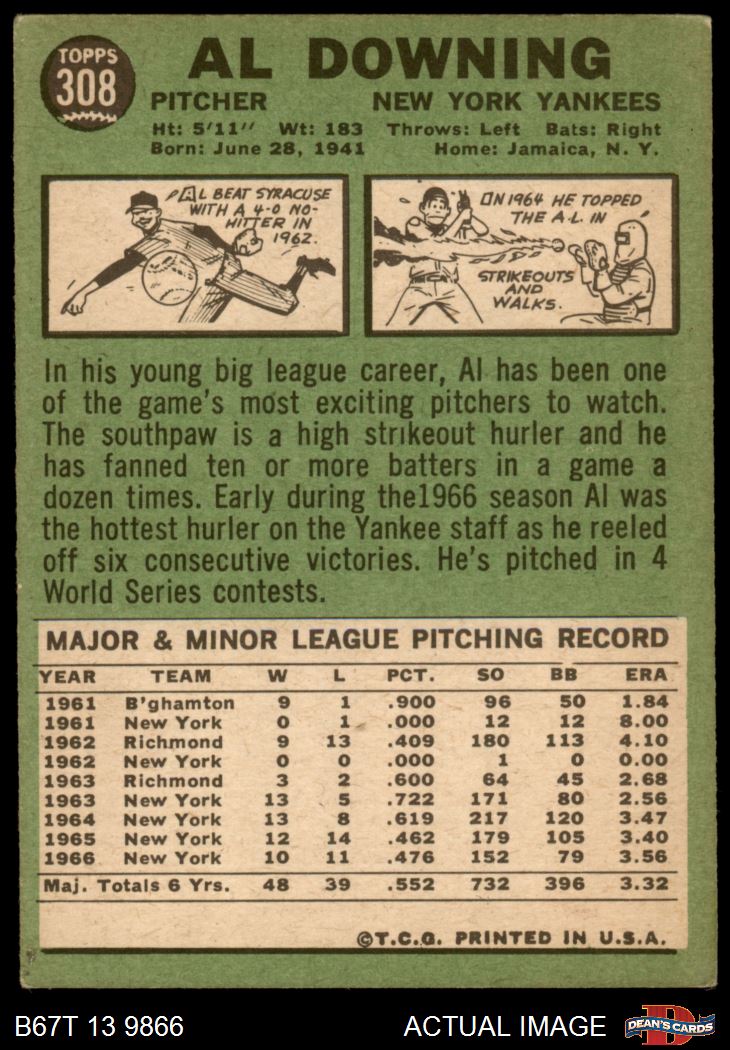 TOPPS
308
AL DOWNING
PITCHER NEW YORK YANKEES
Ht: 5'11" Wt: 183 Throws: Left Bats: Right
Born: June 28, 1941 Home: Jamaica, N. Y.
AL BEAT SYRACUSE
WITH A 4-0 NO-
HITTER IN
1962.
IN 1964 HE TOPPED
THE A.L. IN
STRIKEOUTS
AND
WALKS.
In his young big league career, Al has been one
of the game's most exciting pitchers to watch.
The southpaw is a high strikeout hurler and he
has fanned ten or more batters in a game a
dozen times. Early during the1966 season Al was
the hottest hurler on the Yankee staff as he reeled
off six consecutive victories. He's pitched in 4
World Series contests.
MAJOR & MINOR LEAGUE PITCHING RECORD
YEAR TEAM W L PCT. SO BB ERA
1961 B'ghamton 9 1 .900 96 50 1.84
1961 New York 0 1 .000 12 12 8.00
1962 Richmond 9 13 .409 180 113 4.10
1962 New York 0 0 .000 1 0 0.00
1963 Richmond 3 2 .600 64 45 2.68
1963 New York 13 5 .722 171 80 2.56
1964 New York 13 8 .619 217 120 3.47
1965 New York 12 14 .462 179 105 3.40
1966 New York 10 11 .476 152 79 3.56
Maj. Totals 6 Yrs. 48 39 .552 732 396 3.32
©T.C.G. PRINTED IN U.S.A.
B67T 13 9866 ACTUAL IMAGE
D
DEAN'S CARDS